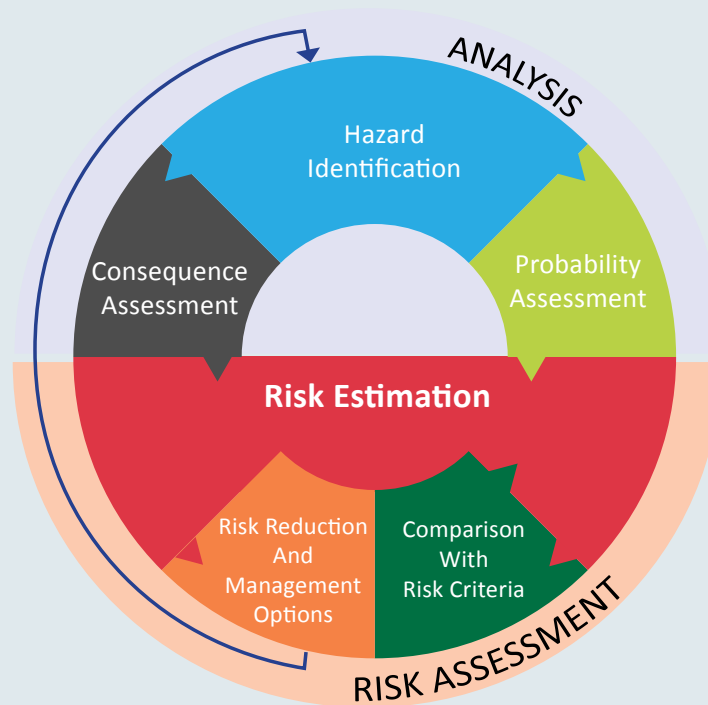 ANALYSIS
Hazard
Identification
Consequence
Assessment
Probability
Assessment
Risk Estimation
Risk Reduction
And
Management
Options
Comparison
With
Risk Criteria
RISK ASSESSMENT